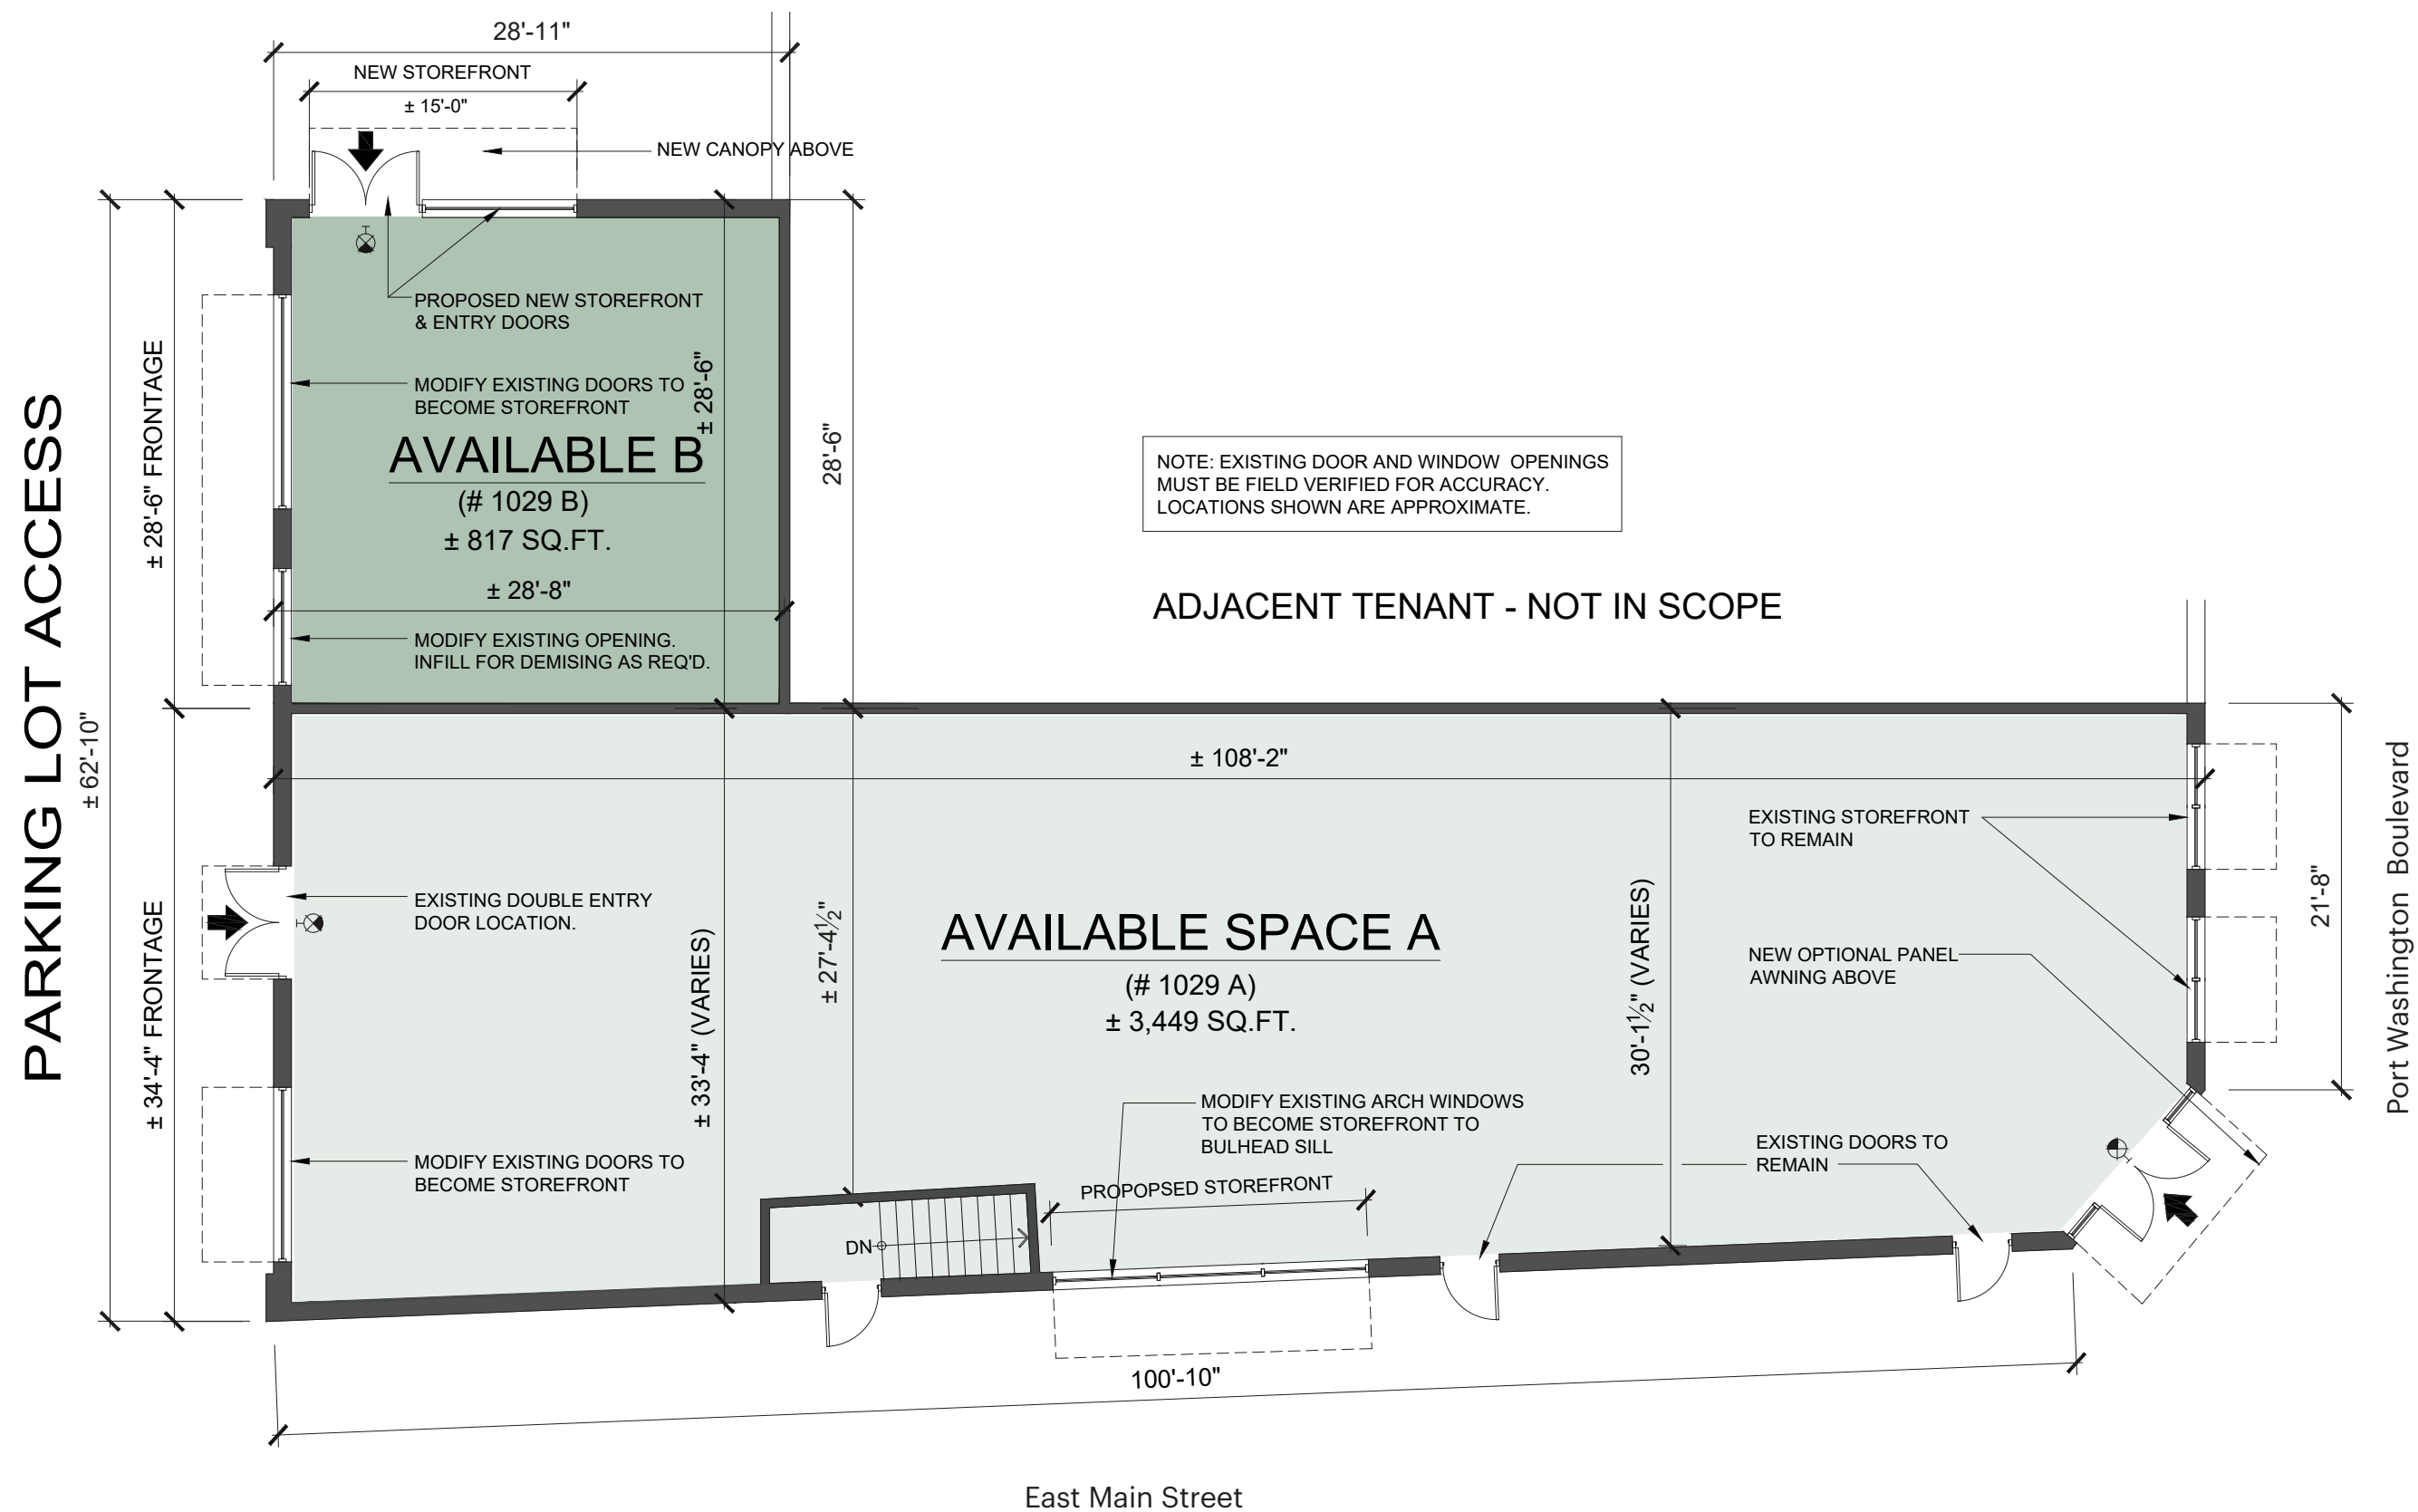 28'-11"
NEW STOREFRONT
± 15'-0"
NEW CANOPY ABOVE
PROPOSED NEW STOREFRONT
& ENTRY DOORS
MODIFY EXISTING DOORS TO
BECOME STOREFRONT
AVAILABLE B
(# 1029 B)
± 817 SQ.FT.
± 28'-8"
MODIFY EXISTING OPENING.
INFILL FOR DEMISING AS REQ'D.
± 28'-6"
28'-6"
± 28'-6" FRONTAGE
PARKING LOT ACCESS
± 62'-10"
± 34'-4" FRONTAGE
NOTE: EXISTING DOOR AND WINDOW OPENINGS
MUST BE FIELD VERIFIED FOR ACCURACY.
LOCATIONS SHOWN ARE APPROXIMATE.
ADJACENT TENANT - NOT IN SCOPE
± 108'-2"
EXISTING STOREFRONT
TO REMAIN
EXISTING DOUBLE ENTRY
DOOR LOCATION.
± 33'-4" (VARIES)
± 27'-4½"
AVAILABLE SPACE A
(# 1029 A)
± 3,449 SQ.FT.
30'-1½" (VARIES)
NEW OPTIONAL PANEL
AWNING ABOVE
21'-8"
Port Washington Boulevard
MODIFY EXISTING DOORS TO
BECOME STOREFRONT
MODIFY EXISTING ARCH WINDOWS
TO BECOME STOREFRONT TO
BULHEAD SILL
PROPOPSED STOREFRONT
EXISTING DOORS TO
REMAIN
DN
100'-10"
East Main Street